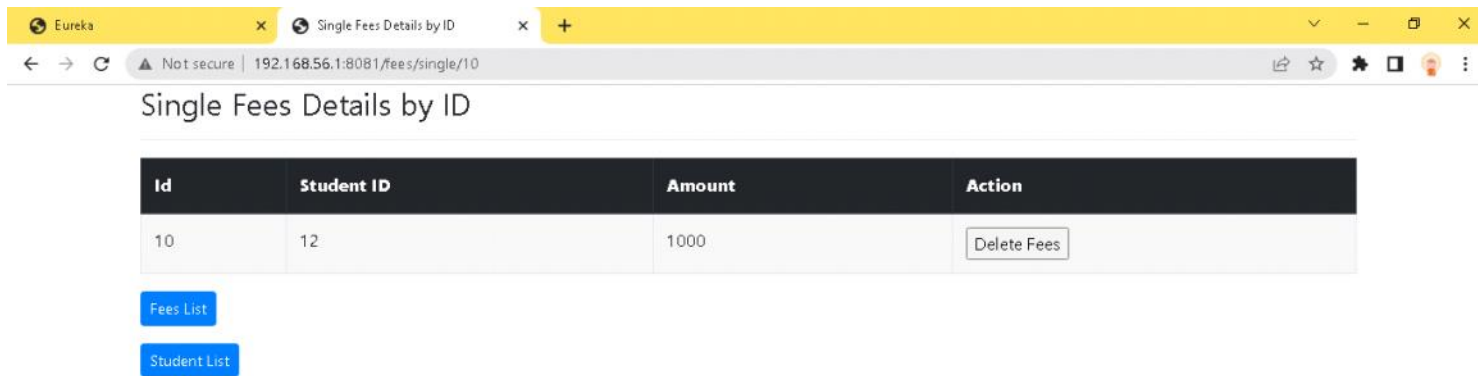 Eureka Single Fees Details by ID
Not secure | 192.168.56.1:8081/fees/single/10
Single Fees Details by ID
Id Student ID Amount Action
10 12 1000 Delete Fees
Fees List
Student List